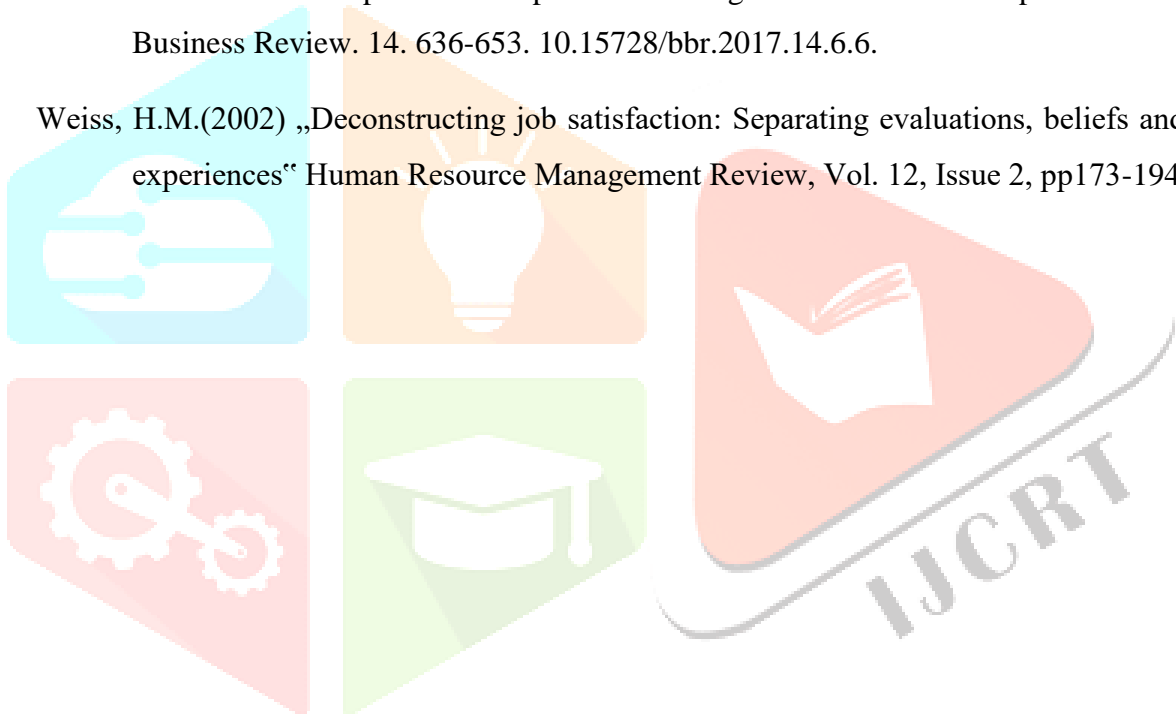 Business Review. 14. 636-653. 10.15728/bbr.2017.14.6.6.
Weiss, H.M.(2002) „Deconstructing job satisfaction: Separating evaluations, beliefs and
experiences‟ Human Resource Management Review, Vol. 12, Issue 2, pp173-194
IJCRT